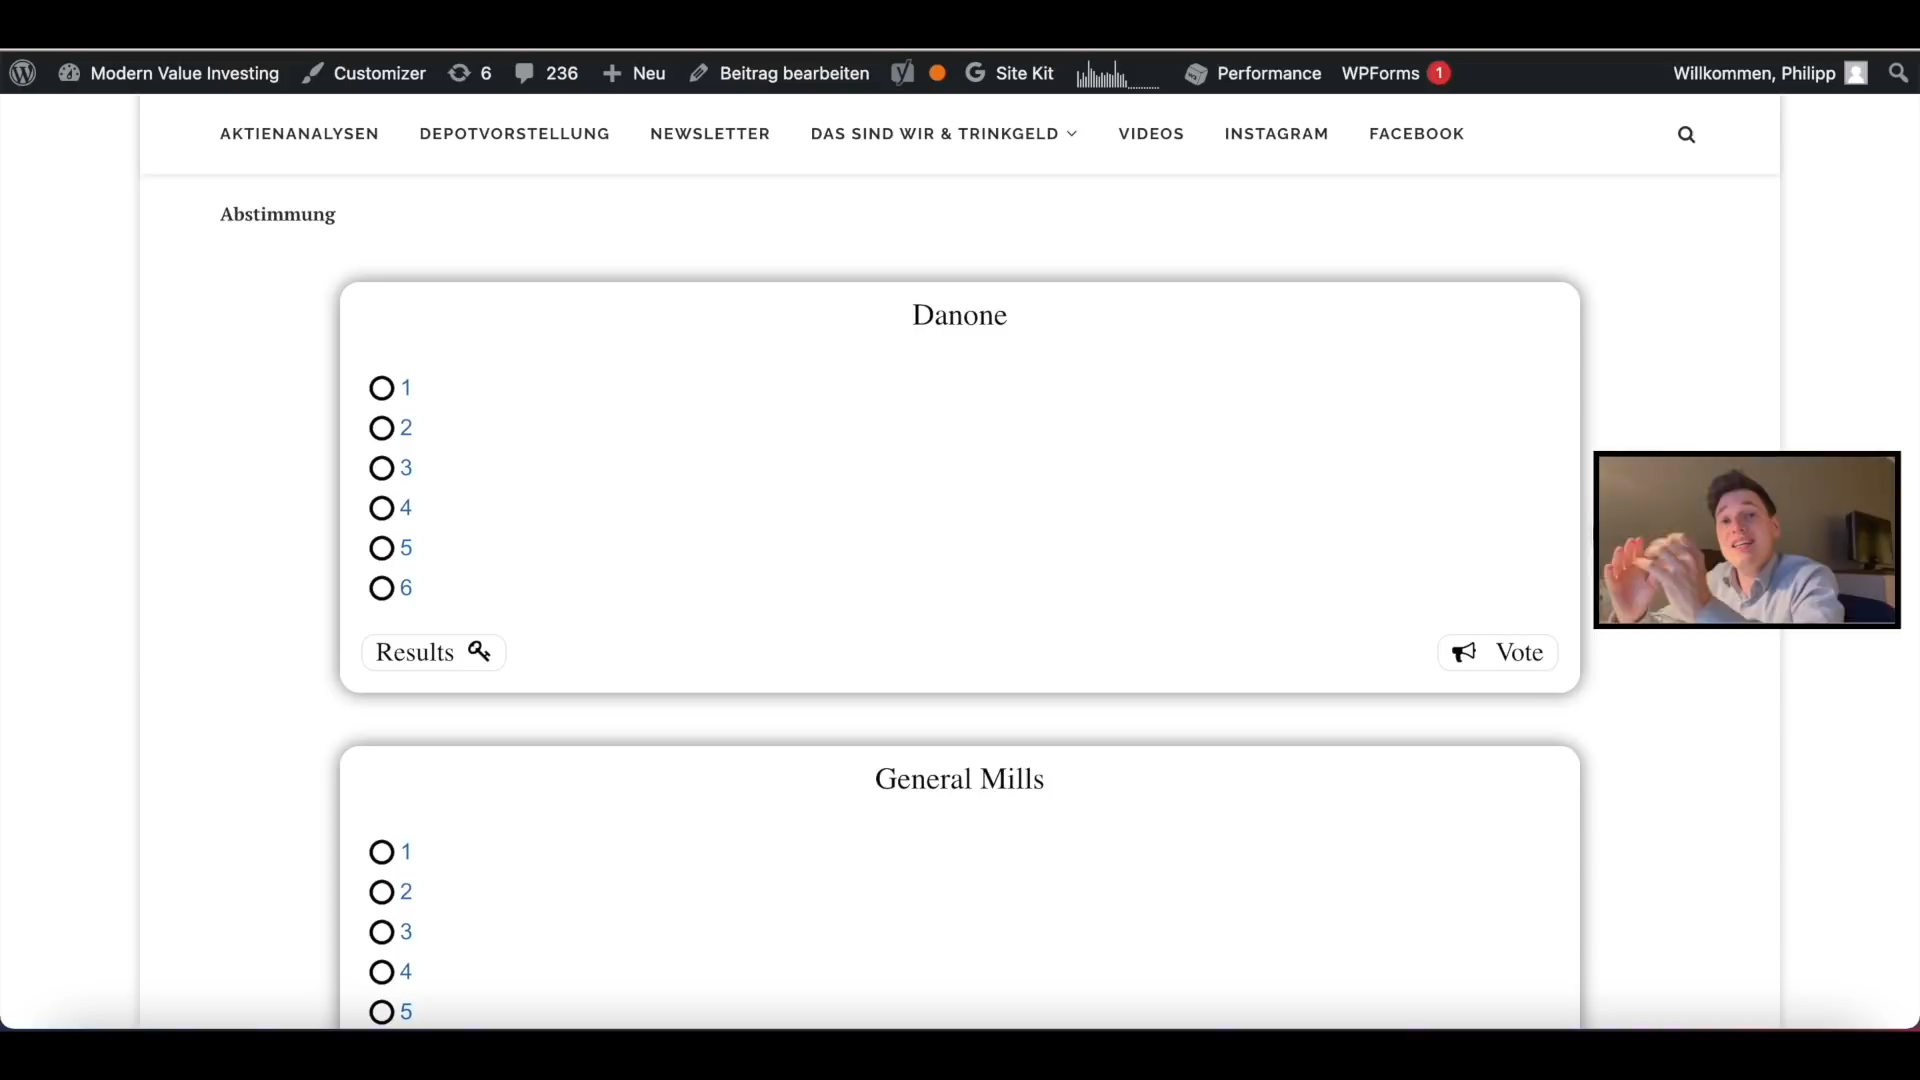 Modern Value Investing Customizer 6 236 Neu Beitrag bearbeiten Site Kit Performance WPForms 1 Willkommen, Philipp
AKTIENANALYSEN DEPOTVORSTELLUNG NEWSLETTER DAS SIND WIR & TRINKGELD VIDEOS INSTAGRAM FACEBOOK
Abstimmung
Danone
1
2
3
4
5
6
Results Vote
General Mills
1
2
3
4
5